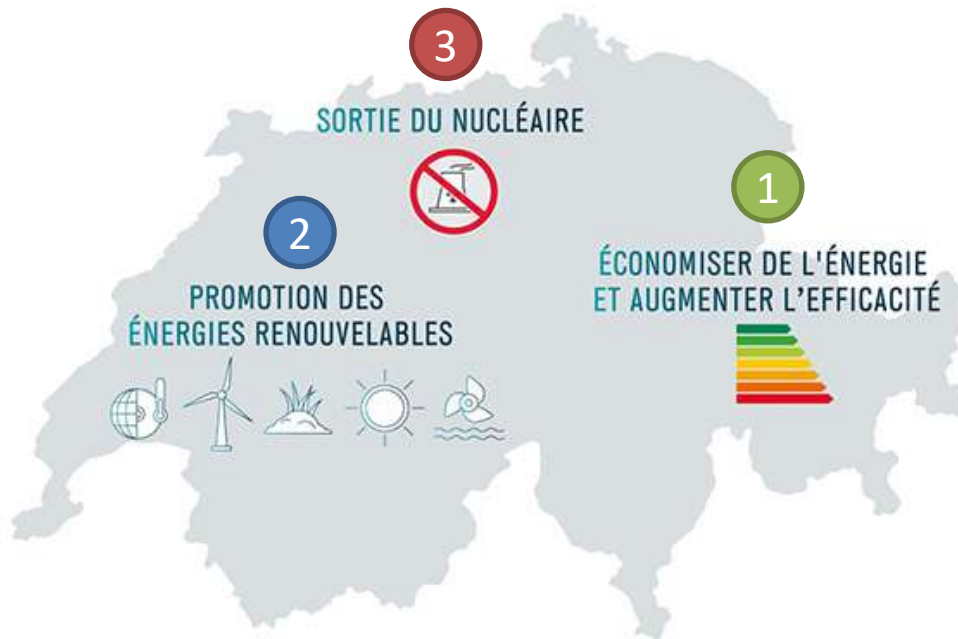 3
SORTIE DU NUCLÉAIRE
1
2
ÉCONOMISER DE L'ÉNERGIE
ET AUGMENTER L’EFFICACITÉ
PROMOTION DES
ÉNERGIES RENOUVELABLES